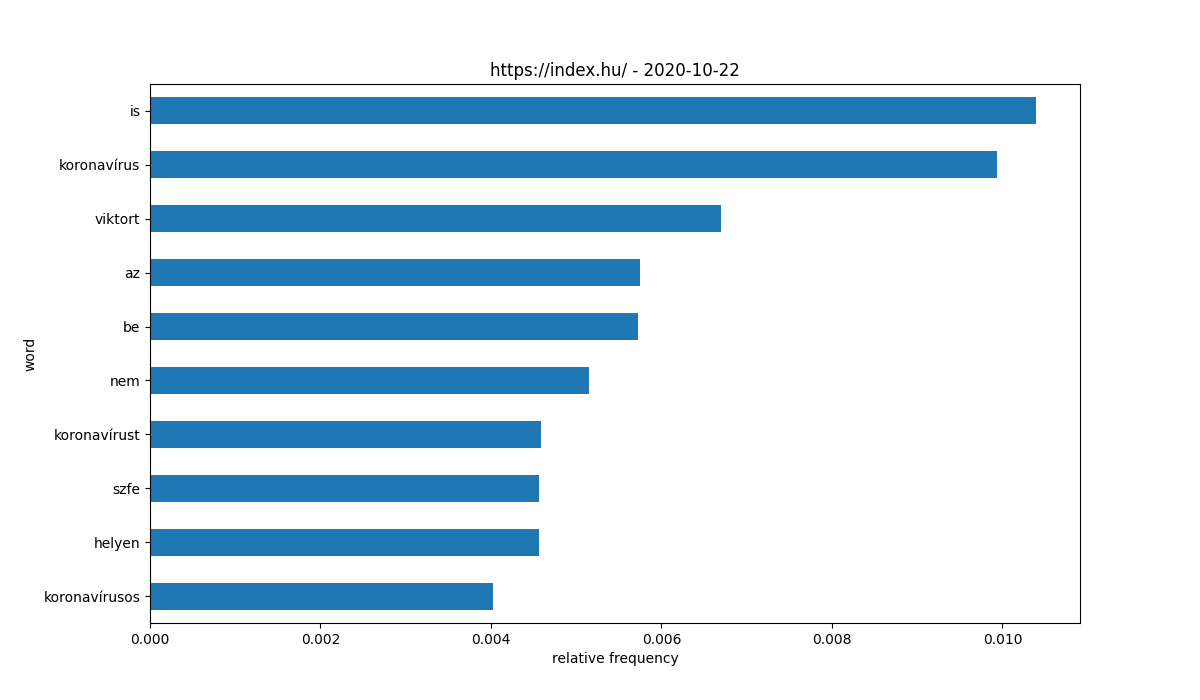 https://index.hu/ - 2020-10-22
is
koronavírus
viktort
az
be
nem
koronavírust
szfe
helyen
koronavírusos
word
0.000 0.002 0.004 0.006 0.008 0.010
relative frequency